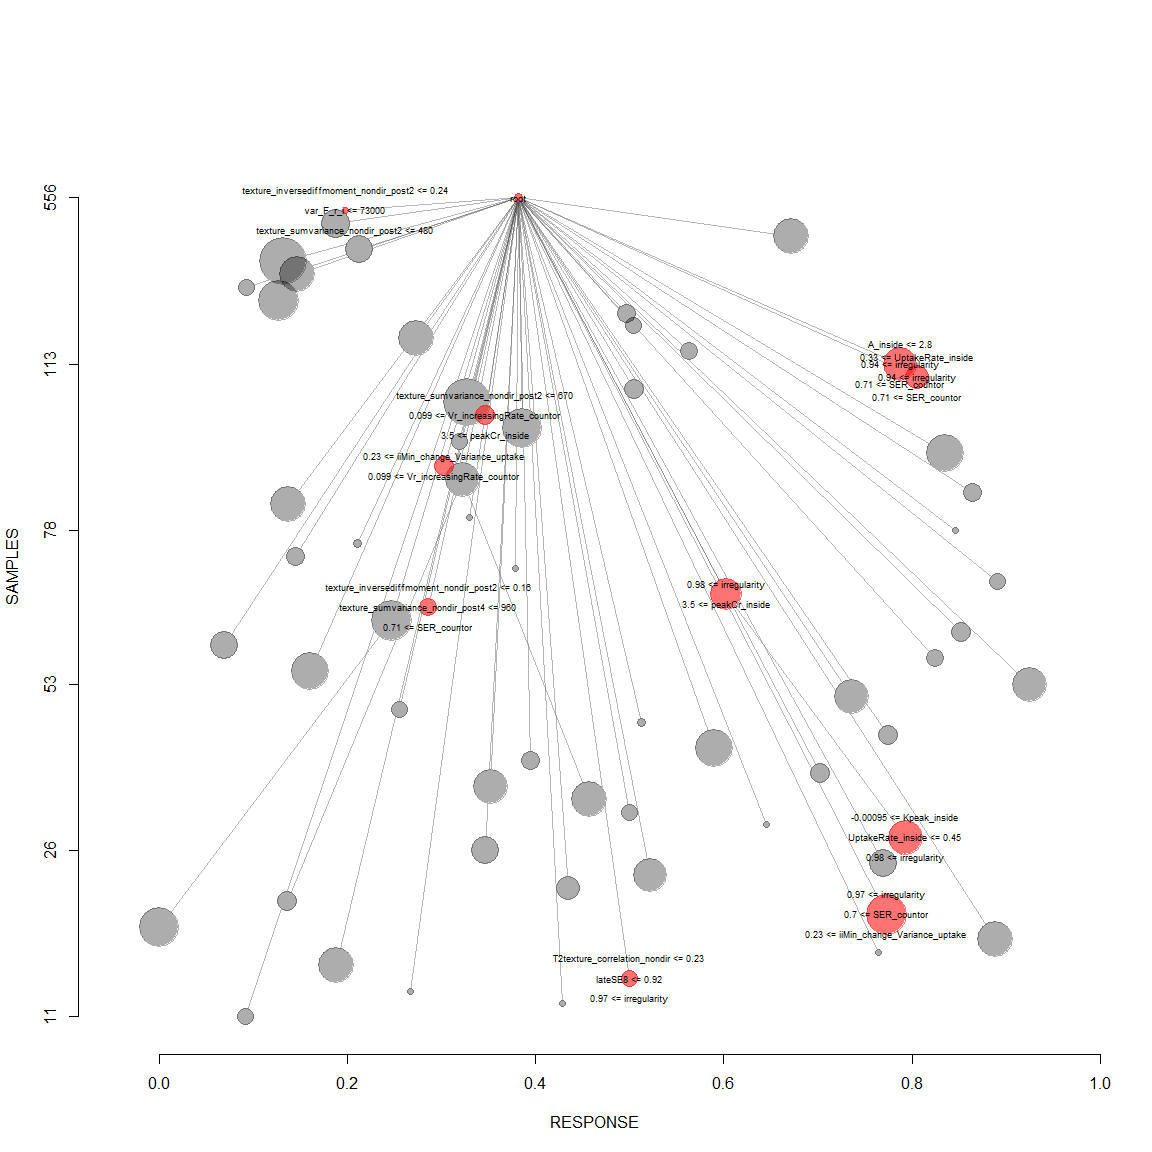 556
texture_inversediffmoment_nondir_post2 <= 0.24
root
var_F_r_i <= 73000
texture_sumvariance_nondir_post2 <= 480
A_inside <= 2.8
0.33 <= UptakeRate_inside
113
0.94 <= irregularity
0.94 <= irregularity
0.71 <= SER_countor
0.71 <= SER_countor
texture_sumvariance_nondir_post2 <= 670
0.099 <= Vr_increasingRate_countor
3.5 <= peakCr_inside
0.23 <= iiMin_change_Variance_uptake
0.099 <= Vr_increasingRate_countor
78
SAMPLES
texture_inversediffmoment_nondir_post2 <= 0.16
0.98 <= irregularity
texture_sumvariance_nondir_post4 <= 960
3.5 <= peakCr_inside
0.71 <= SER_countor
53
-0.00095 <= Kpeak_inside
UptakeRate_inside <= 0.45
26
0.98 <= irregularity
0.97 <= irregularity
0.7 <= SER_countor
0.23 <= iiMin_change_Variance_uptake
T2texture_correlation_nondir <= 0.23
lateSE8 <= 0.92
0.97 <= irregularity
11
0.0 0.2 0.4 0.6 0.8 1.0
RESPONSE